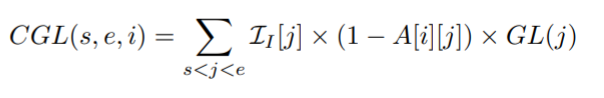 CGL(s, e, i) = ∑_{s<j<e} 𝓘_I[j] × (1 − A[i][j]) × GL(j)